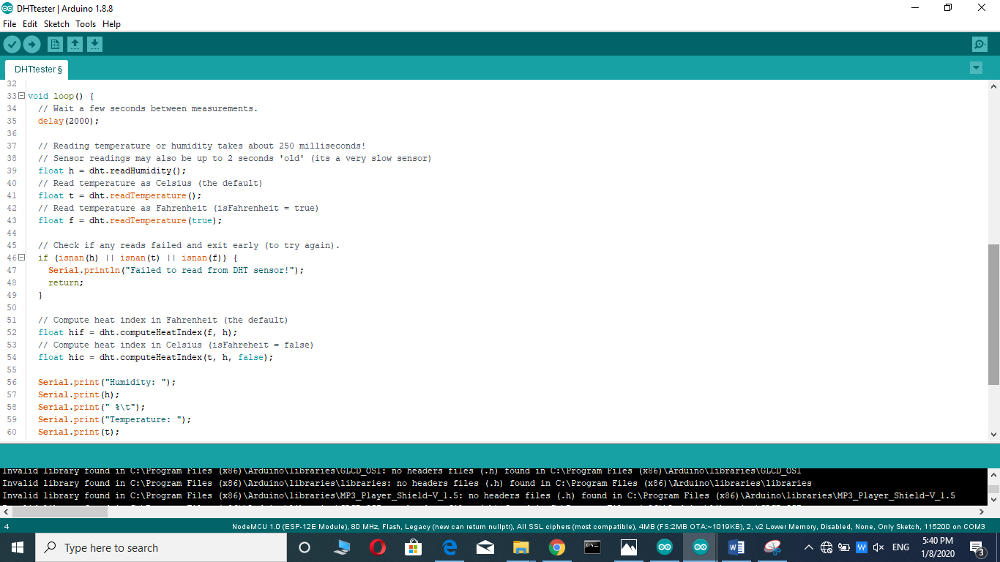 DHTtester | Arduino 1.8.8
File Edit Sketch Tools Help
DHTtester §
32
33 void loop() {
34 // Wait a few seconds between measurements.
35 delay(2000);
36
37 // Reading temperature or humidity takes about 250 milliseconds!
38 // Sensor readings may also be up to 2 seconds 'old' (its a very slow sensor)
39 float h = dht.readHumidity();
40 // Read temperature as Celsius (the default)
41 float t = dht.readTemperature();
42 // Read temperature as Fahrenheit (isFahrenheit = true)
43 float f = dht.readTemperature(true);
44
45 // Check if any reads failed and exit early (to try again).
46 if (isnan(h) || isnan(t) || isnan(f)) {
47 Serial.println("Failed to read from DHT sensor!");
48 return;
49 }
50
51 // Compute heat index in Fahrenheit (the default)
52 float hif = dht.computeHeatIndex(f, h);
53 // Compute heat index in Celsius (isFahreheit = false)
54 float hic = dht.computeHeatIndex(t, h, false);
55
56 Serial.print("Humidity: ");
57 Serial.print(h);
58 Serial.print(" %\t");
59 Serial.print("Temperature: ");
60 Serial.print(t);
Invalid library found in C:\Program Files (x86)\Arduino\libraries\GLCD_OSI: no headers files (.h) found in C:\Program Files (x86)\Arduino\libraries\GLCD_OSI
Invalid library found in C:\Program Files (x86)\Arduino\libraries\libraries: no headers files (.h) found in C:\Program Files (x86)\Arduino\libraries\libraries
Invalid library found in C:\Program Files (x86)\Arduino\libraries\MP3_Player_Shield-V_1.5: no headers files (.h) found in C:\Program Files (x86)\Arduino\libraries\MP3_Player_Shield-V_1.5
4 NodeMCU 1.0 (ESP-12E Module), 80 MHz, Flash, Legacy (new can return nullptr), All SSL ciphers (most compatible), 4MB (FS:2MB OTA:~1019KB), 2, v2 Lower Memory, Disabled, None, Only Sketch, 115200 on COM3
Type here to search
ENG
5:40 PM
1/8/2020
3